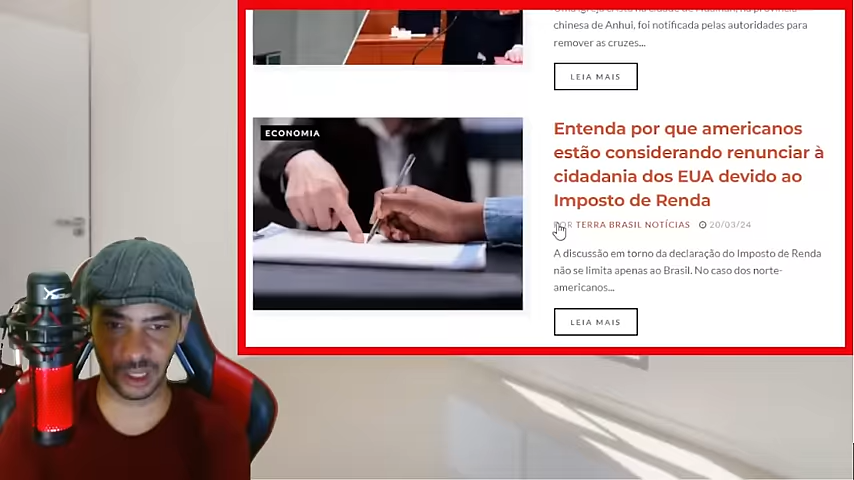 chinesa de Anhui, foi notificada pelas autoridades para
remover as cruzes...
LEIA MAIS
ECONOMIA
Entenda por que americanos
estão considerando renunciar à
cidadania dos EUA devido ao
Imposto de Renda
POR TERRA BRASIL NOTÍCIAS 20/03/24
A discussão em torno da declaração do Imposto de Renda
não se limita apenas ao Brasil. No caso dos norte-
americanos...
LEIA MAIS